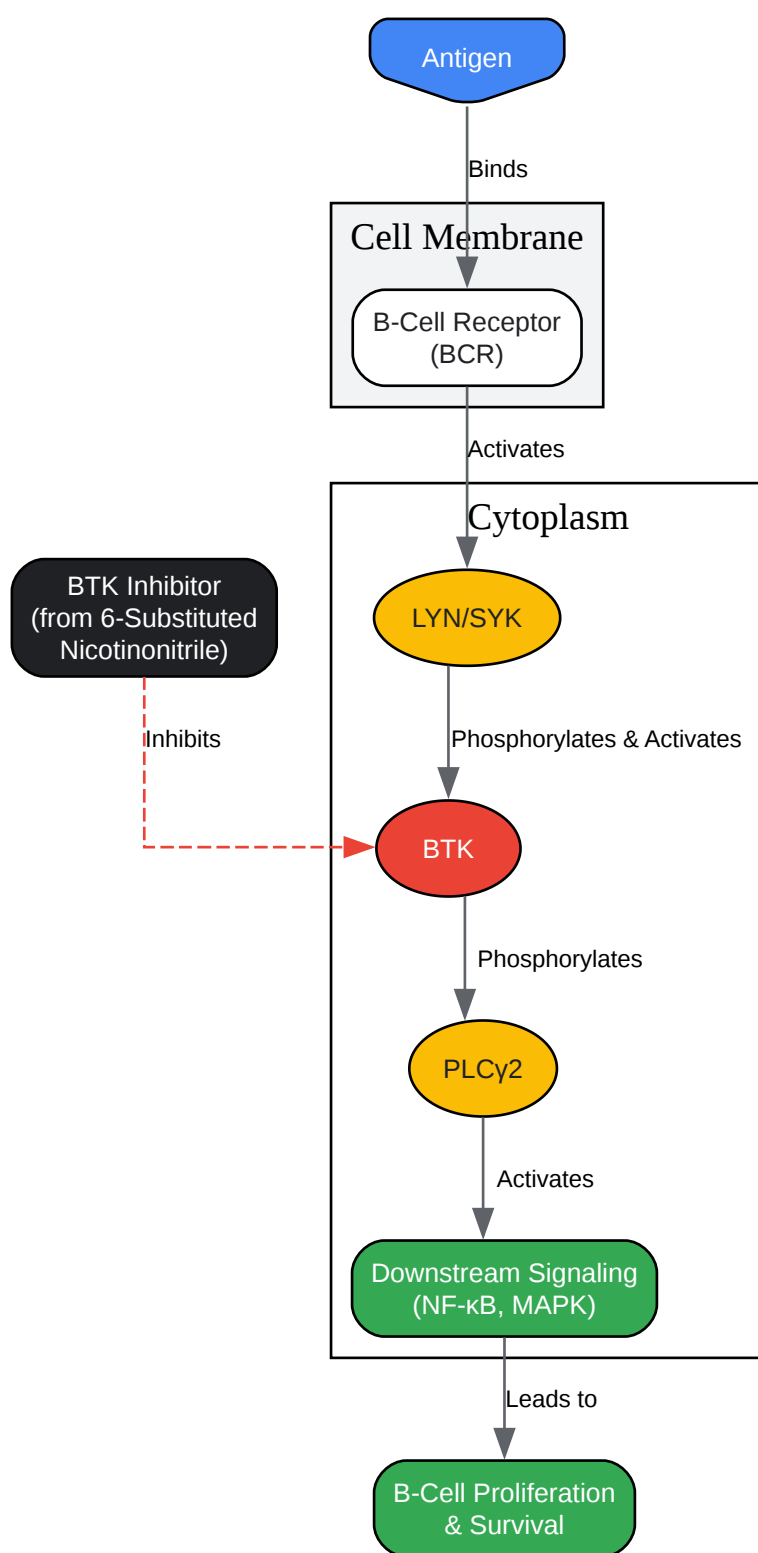 Antigen
Binds
Cell Membrane
B-Cell Receptor
(BCR)
Activates
Cytoplasm
BTK Inhibitor
(from 6-Substituted
Nicotinonitrile)
LYN/SYK
Inhibits
Phosphorylates & Activates
BTK
Phosphorylates
PLCγ2
Activates
Downstream Signaling
(NF-κB, MAPK)
Leads to
B-Cell Proliferation
& Survival